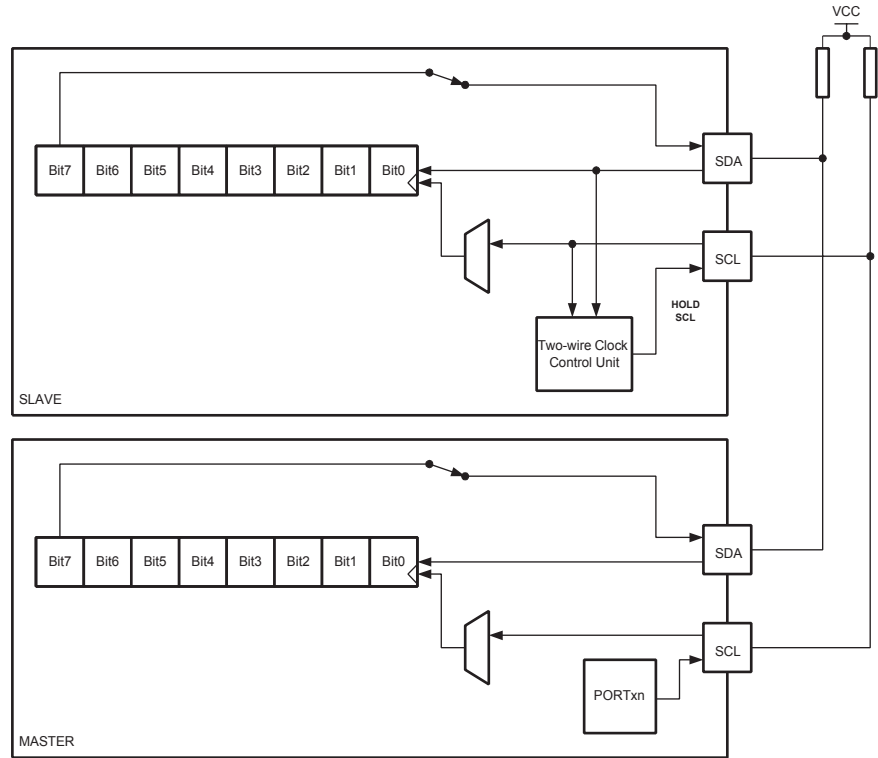 VCC
Bit7 Bit6 Bit5 Bit4 Bit3 Bit2 Bit1 Bit0
SDA
SCL
HOLD
SCL
Two-wire Clock
Control Unit
SLAVE
Bit7 Bit6 Bit5 Bit4 Bit3 Bit2 Bit1 Bit0
SDA
SCL
PORTxn
MASTER